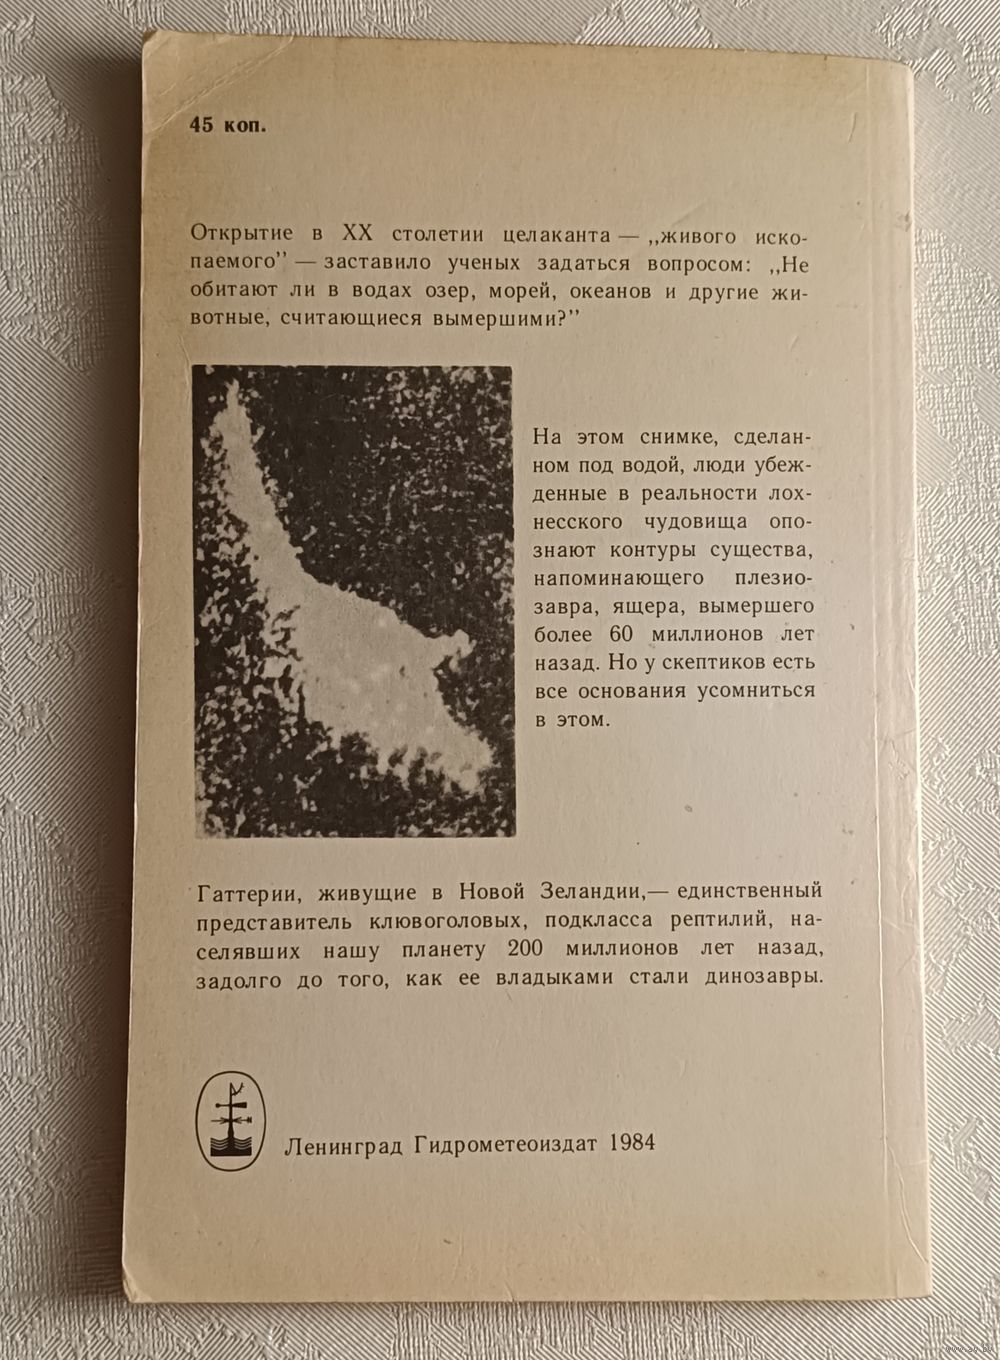 45 коп.
Открытие в XX столетии целаканта — „живого иско-
паемого” — заставило ученых задаться вопросом: „Не
обитают ли в водах озер, морей, океанов и другие жи-
вотные, считающиеся вымершими?”
На этом снимке, сделан-
ном под водой, люди убеж-
денные в реальности лох-
несского чудовища опо-
знают контуры существа,
напоминающего плезио-
завра, ящера, вымершего
более 60 миллионов лет
назад. Но у скептиков есть
все основания усомниться
в этом.
Гаттерии, живущие в Новой Зеландии,— единственный
представитель клювоголовых, подкласса рептилий, на-
селявших нашу планету 200 миллионов лет назад,
задолго до того, как ее владыками стали динозавры.
Ленинград Гидрометеоиздат 1984